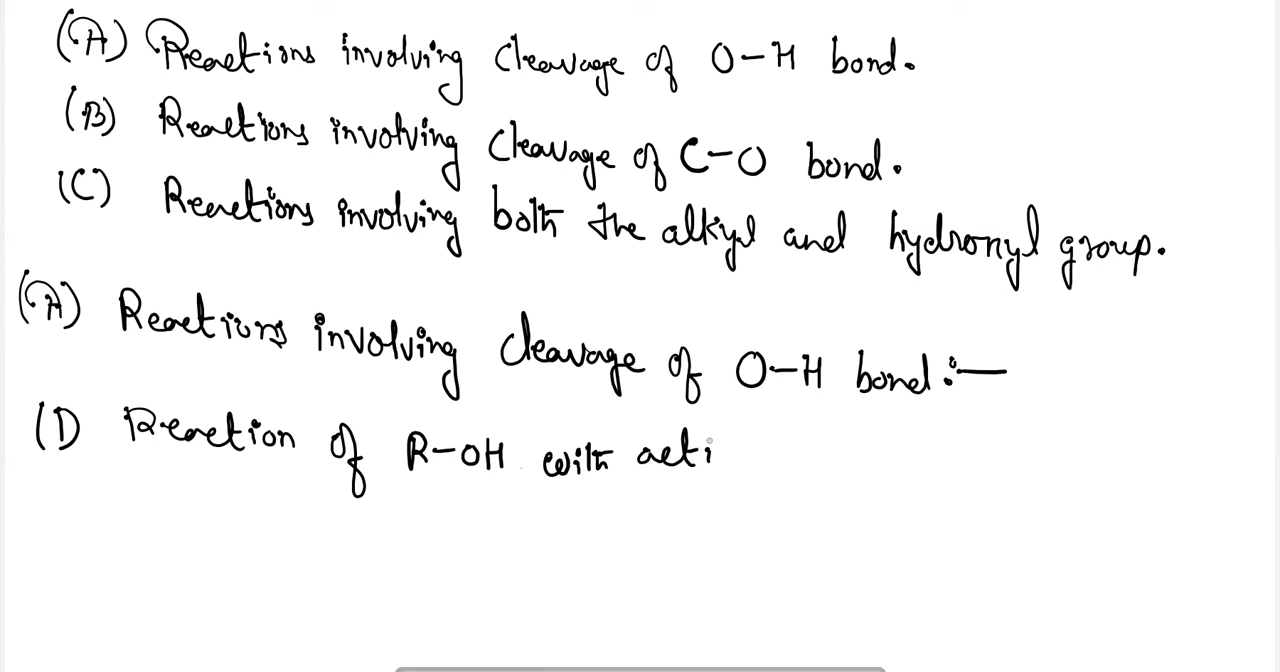 (A) Reactions involving cleavage of O-H bond.
(B) Reactions involving cleavage of C-O bond.
(C) Reactions involving both the alkyl and hydronyl group.
(A) Reactions involving cleavage of O-H bond:-
(1) Reaction of R-OH with acti